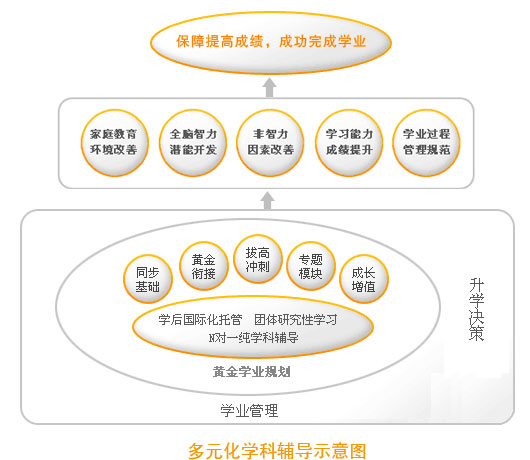 保障提高成绩，成功完成学业
家庭教育
环境改善
全脑智力
潜能开发
非智力
因素改善
学习能力
成绩提升
学业过程
管理规范
同步
基础
黄金
衔接
拔高
冲刺
专题
模块
成长
增值
学后国际化托管 团体研究性学习
N对一纯学科辅导
黄金学业规划
学业管理
升学决策
多元化学科辅导示意图